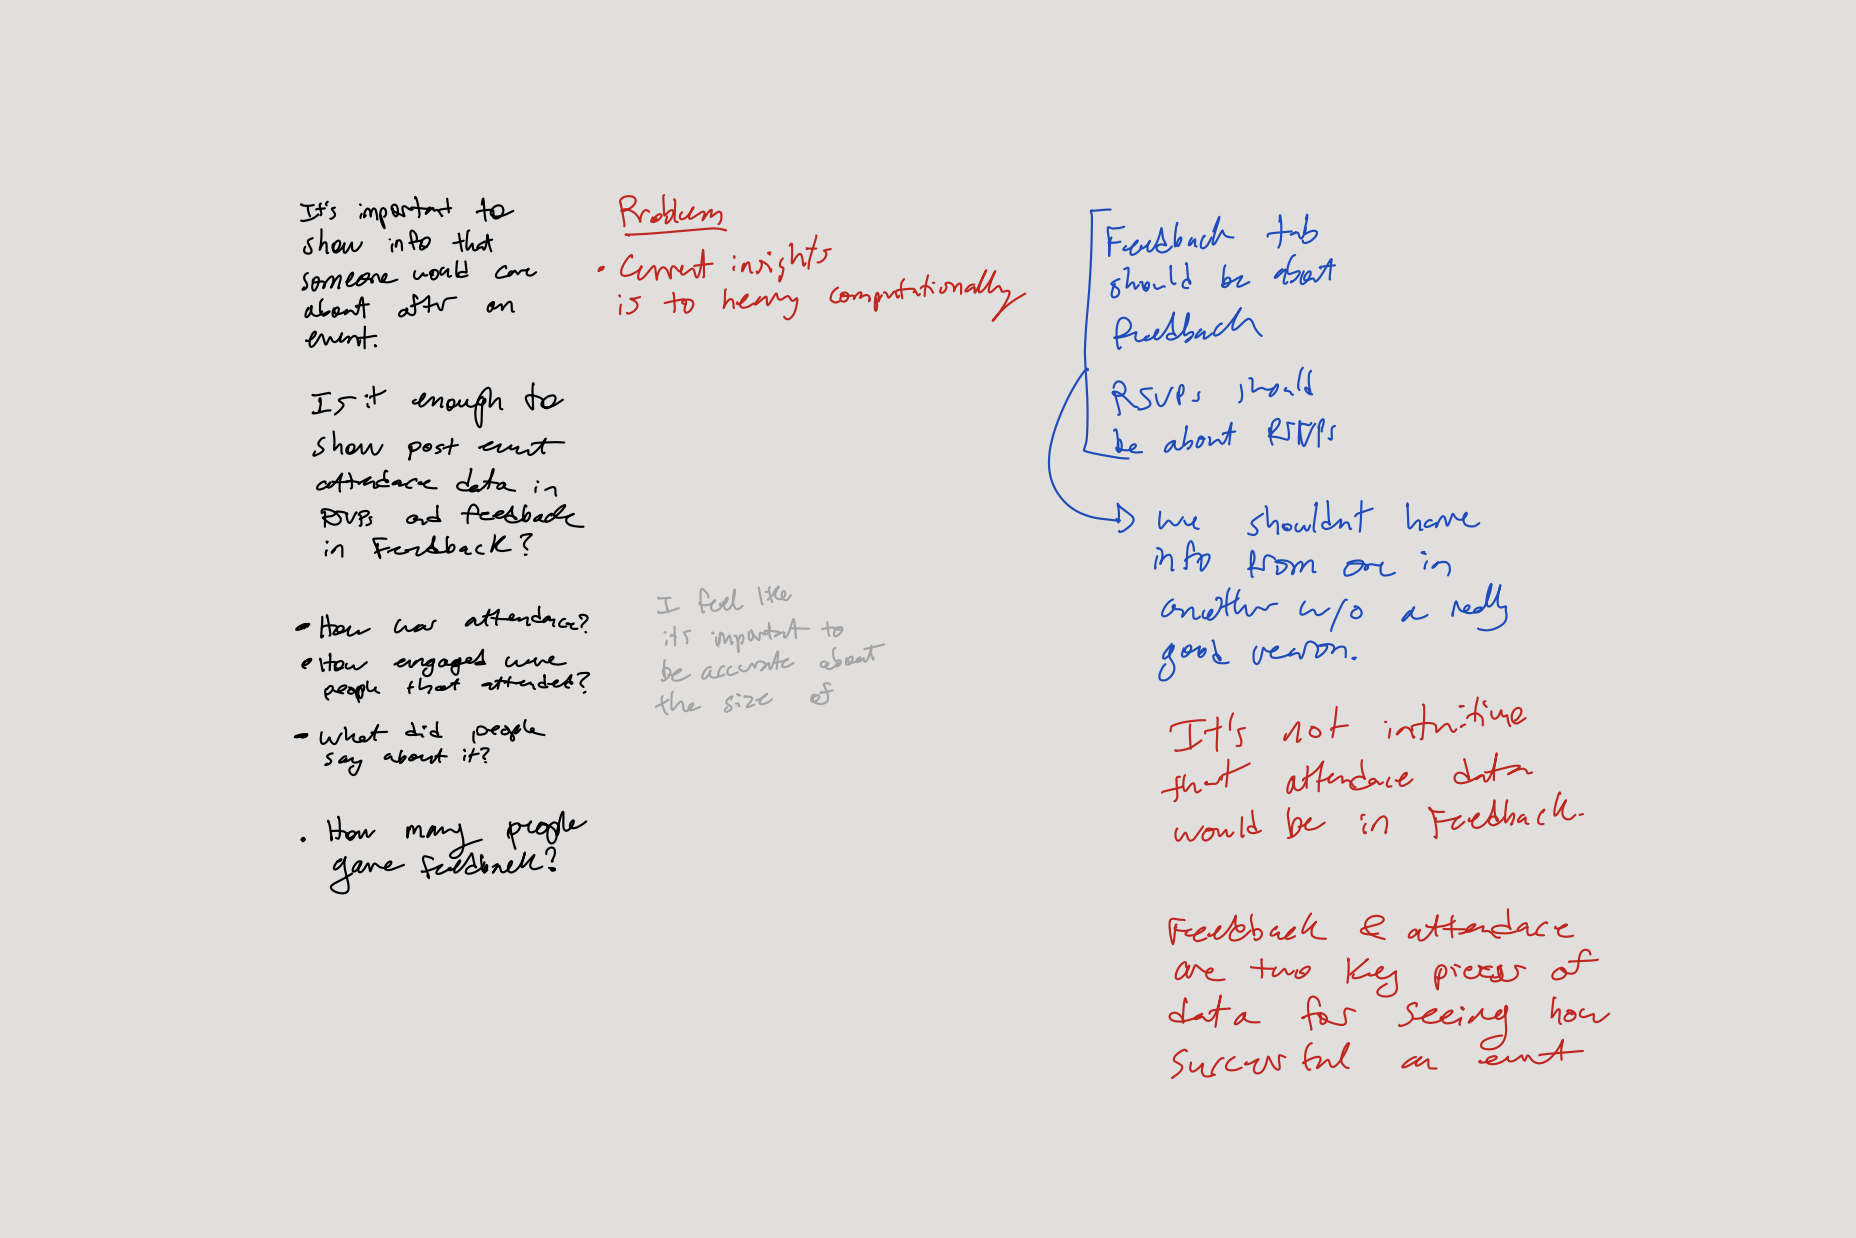 It's important to
show info that
someone would care
about after an
event.
Is it enough to
show post event
attendace data in
RSVPs and feedback
in Feedback?
• How was attendance?
• How engaged were
people that attended?
• What did people
say about it?
• How many people
gave feedback?
Problem
• Current insights
is to heavy computationally
I feel like
it's important to
be accurate about
the size of
Feedback tab
should be about
feedback
RSVPs should
be about RSVPs
we shouldnt have
info from one in
another w/o a really
good reason.
It's not intuitive
that attendace data
would be in Feedback.
Feedback & attendace
are two key pieces of
data for seeing how
successful an event